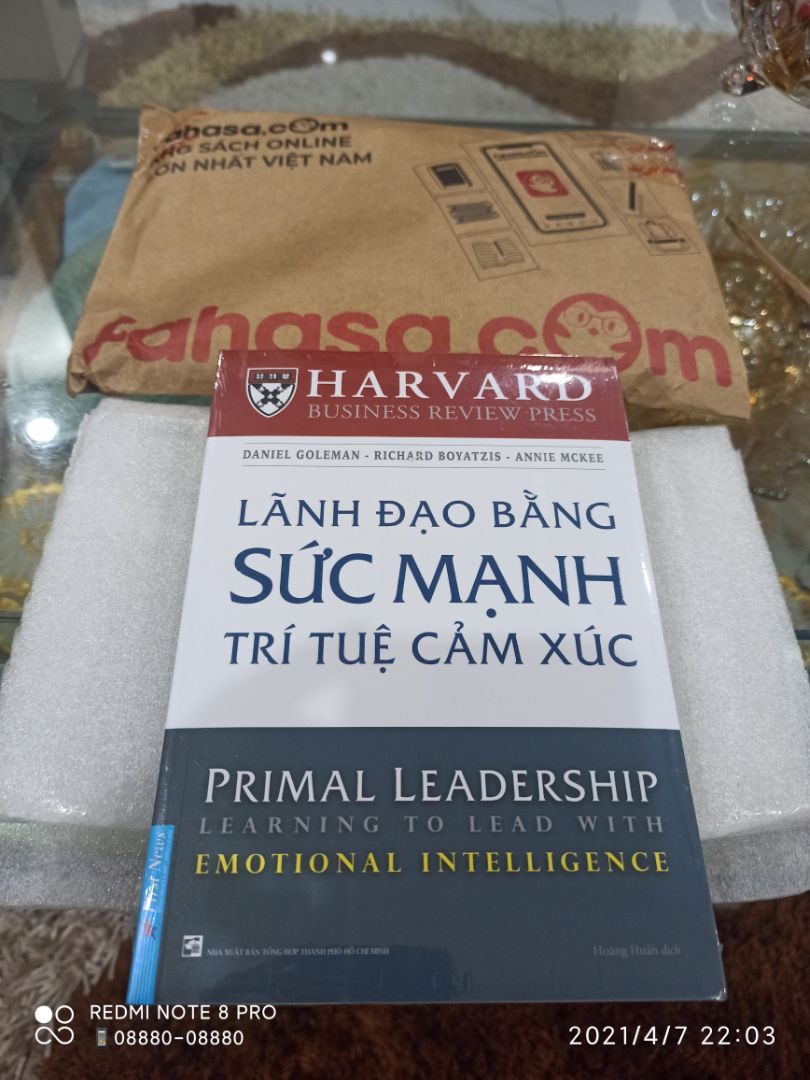 ahasa.com
SÁCH ONLINE
NHẤT VIỆT NAM
fahasa.com
HARVARD
BUSINESS REVIEW PRESS
DANIEL GOLEMAN - RICHARD BOYATZIS - ANNIE MCKEE
LÃNH ĐẠO BẰNG
SỨC MẠNH
TRÍ TUỆ CẢM XÚC
PRIMAL LEADERSHIP
LEARNING TO LEAD WITH
EMOTIONAL INTELLIGENCE
First News
NHÀ XUẤT BẢN TỔNG HỢP THÀNH PHỐ HỒ CHÍ MINH
Hoàng Huấn dịch
REDMI NOTE 8 PRO
08880-08880
2021/4/7 22:03